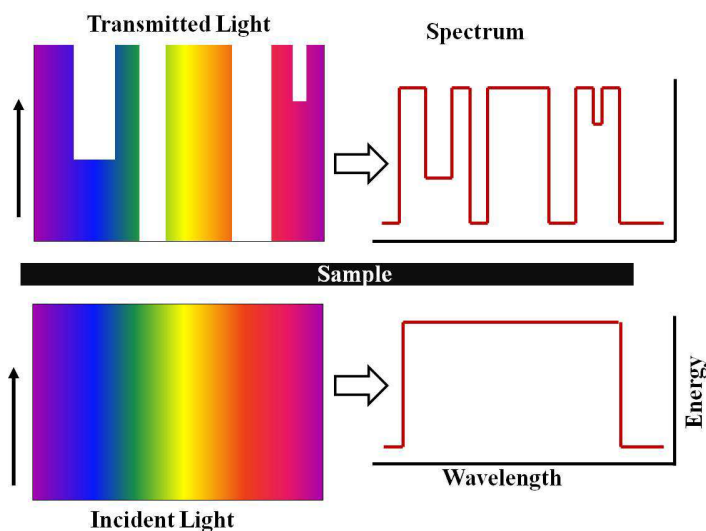 Transmitted Light
Spectrum
Sample
Energy
Wavelength
Incident Light